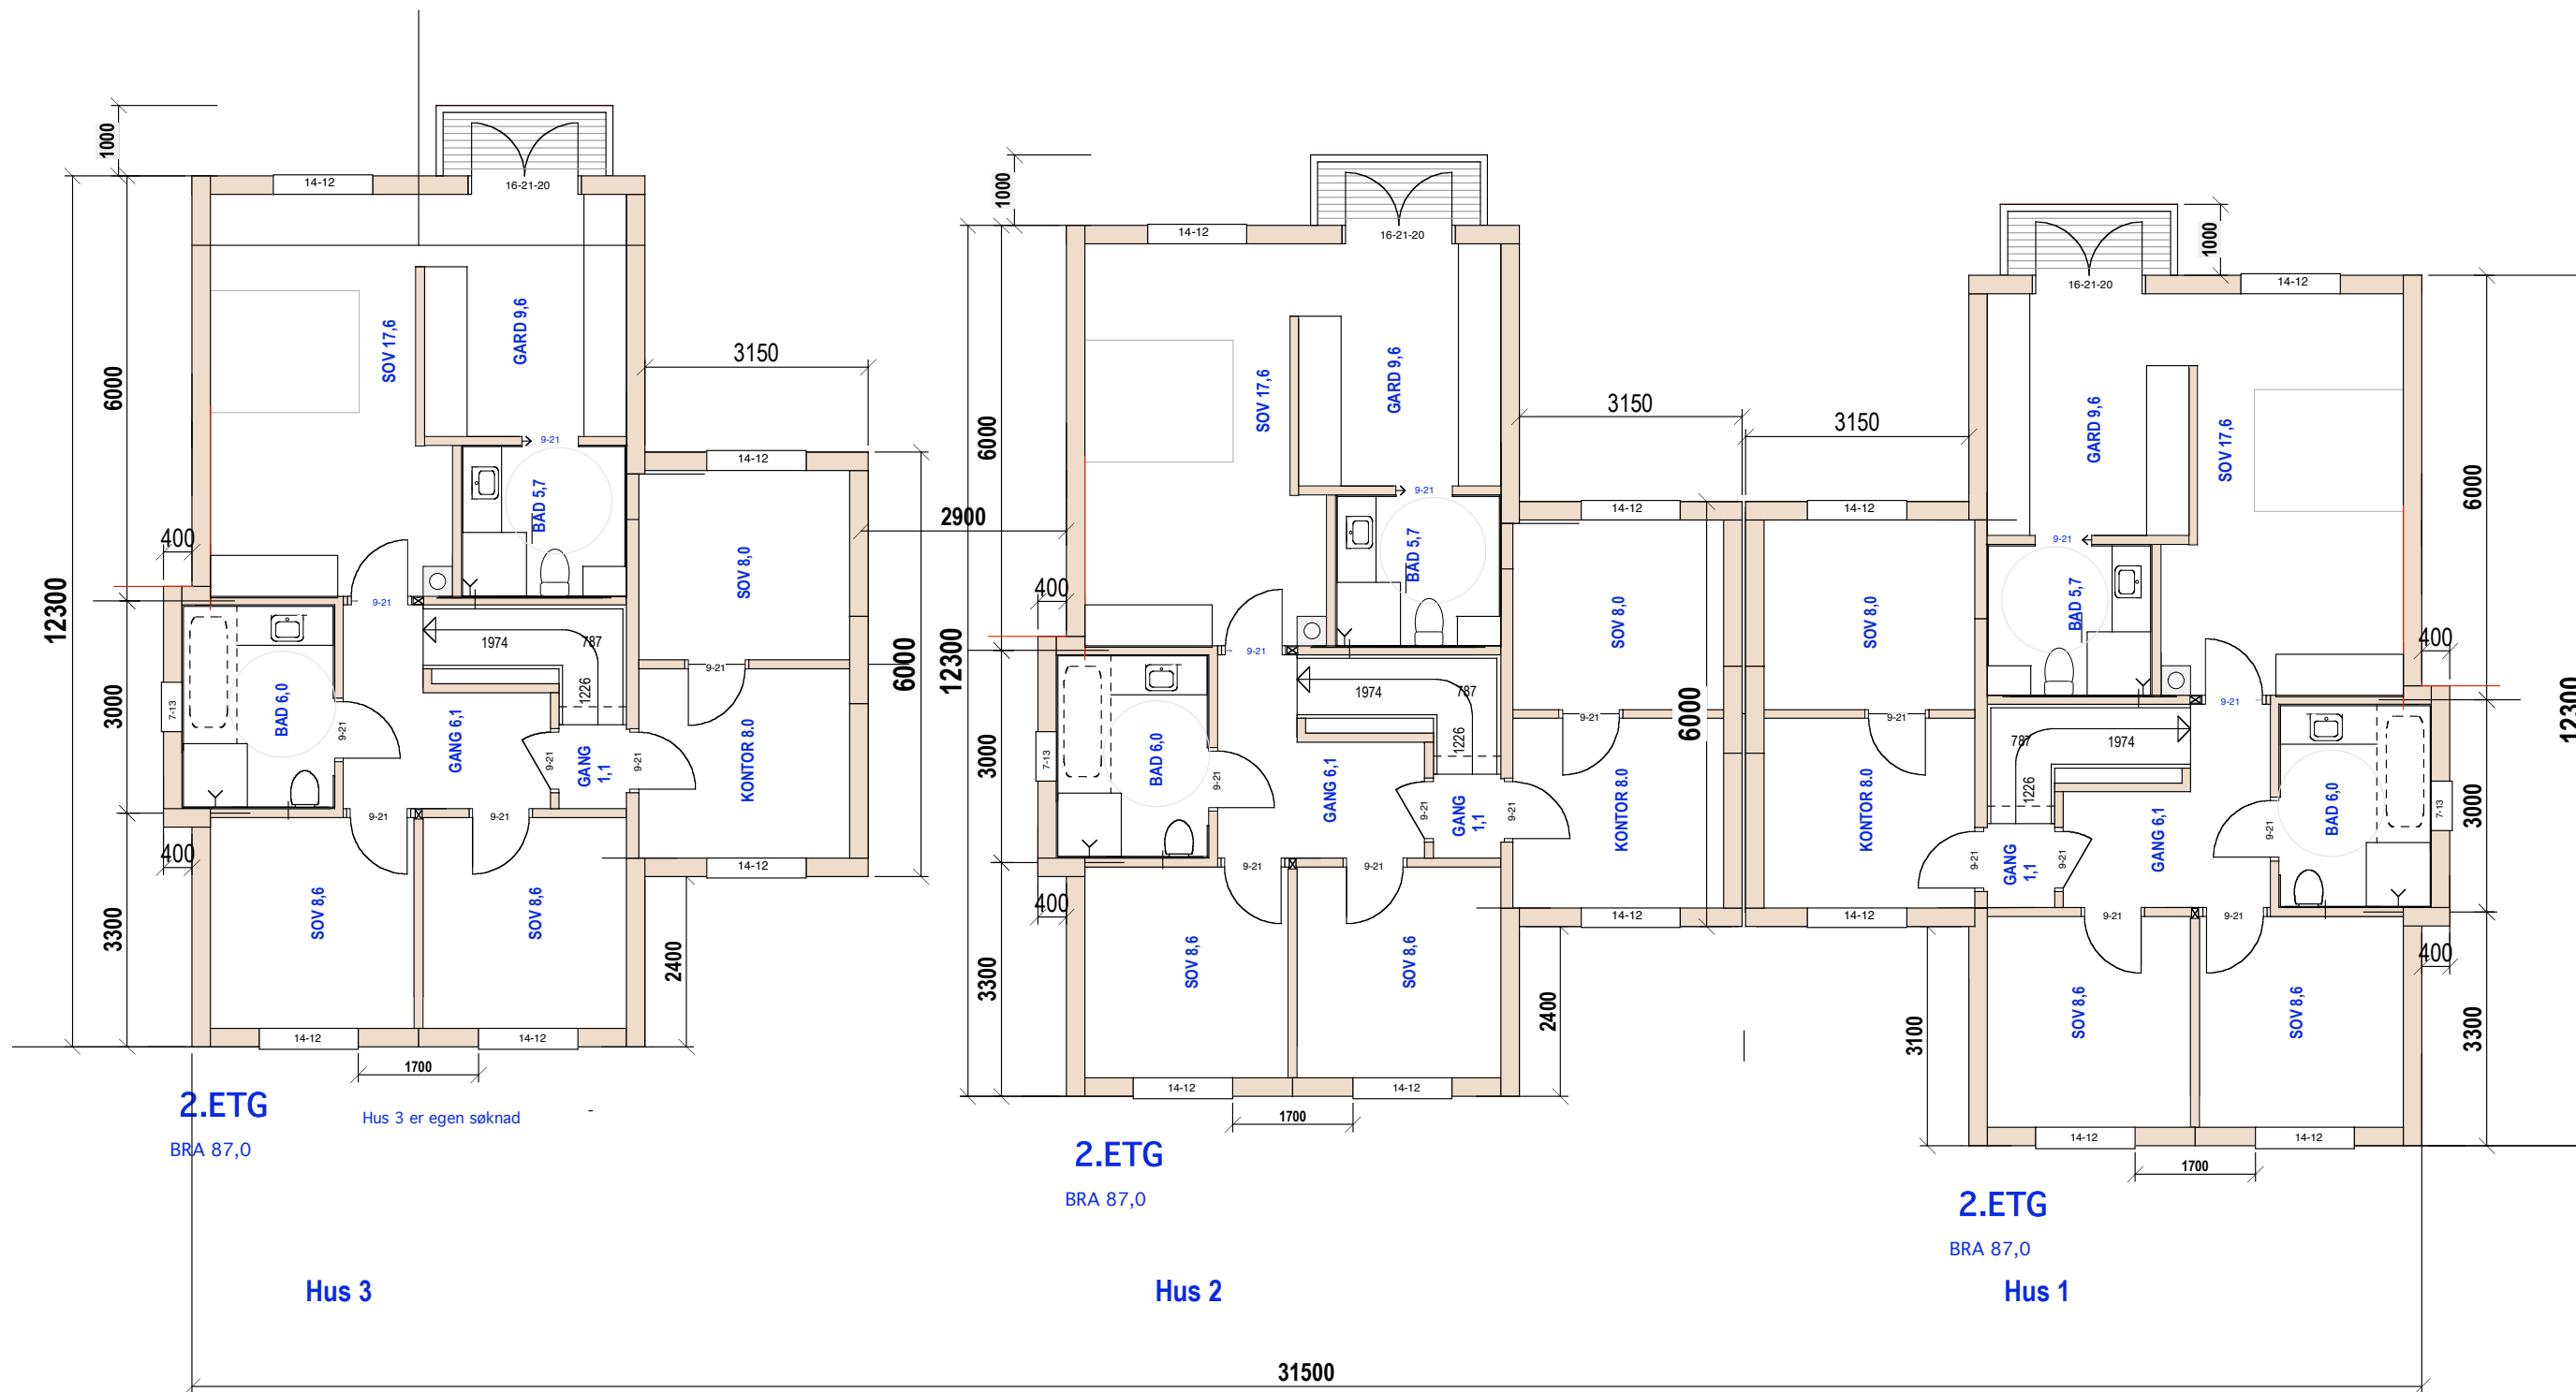 1000
14-12
16-21-20
12300
6000
SOV 17,6
GARD 9,6
3150
9-21
14-12
BAD 5,7
SOV 8,0
400
9-21
1974
787
1226
9-21
6000
3000
7-13
BAD 6,0
9-21
GANG 6,1
9-21
GANG
1,1
9-21
KONTOR 8.0
400
9-21
9-21
14-12
3300
SOV 8,6
SOV 8,6
2400
14-12
14-12
1700
2.ETG
Hus 3 er egen søknad
BRA 87,0
Hus 3
2900
1000
14-12
16-21-20
12300
6000
SOV 17,6
GARD 9,6
3150
9-21
14-12
BAD 5,7
SOV 8,0
400
9-21
1974
787
1226
9-21
6000
3000
7-13
BAD 6,0
9-21
GANG 6,1
9-21
GANG
1,1
9-21
KONTOR 8.0
400
9-21
9-21
14-12
3300
SOV 8,6
SOV 8,6
2400
14-12
14-12
1700
2.ETG
BRA 87,0
Hus 2
1000
16-21-20
14-12
3150
GARD 9,6
SOV 17,6
6000
12300
14-12
9-21
SOV 8,0
BAD 5,7
400
9-21
787
1974
1226
9-21
KONTOR 8.0
9-21
GANG
1,1
9-21
GANG 6,1
9-21
BAD 6,0
7-13
3000
14-12
9-21
9-21
400
3100
SOV 8,6
SOV 8,6
3300
14-12
14-12
1700
2.ETG
BRA 87,0
Hus 1
31500